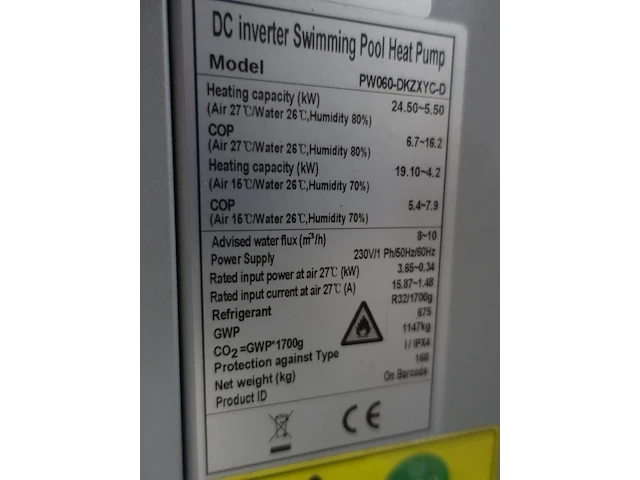 DC inverter Swimming Pool Heat Pump
Model PW060-DKZXYC-D
Heating capacity (kW) 24.50~5.50
(Air 27℃/Water 26℃,Humidity 80%)
COP 6.7~16.2
(Air 27℃/Water 26℃,Humidity 80%)
Heating capacity (kW) 19.10~4.2
(Air 15℃/Water 26℃,Humidity 70%)
COP 5.4~7.9
(Air 15℃/Water 26℃,Humidity 70%)
Advised water flux (m³/h) 8~10
Power Supply 230V/1 Ph/50Hz/60Hz
Rated input power at air 27℃ (kW) 3.65~0.34
Rated input current at air 27℃ (A) 15.87~1.48
Refrigerant R32/1700g
GWP 675
CO₂=GWP*1700g 1147kg
Protection against Type I / IPX4
Net weight (kg) 160
Product ID On Barcode
CE